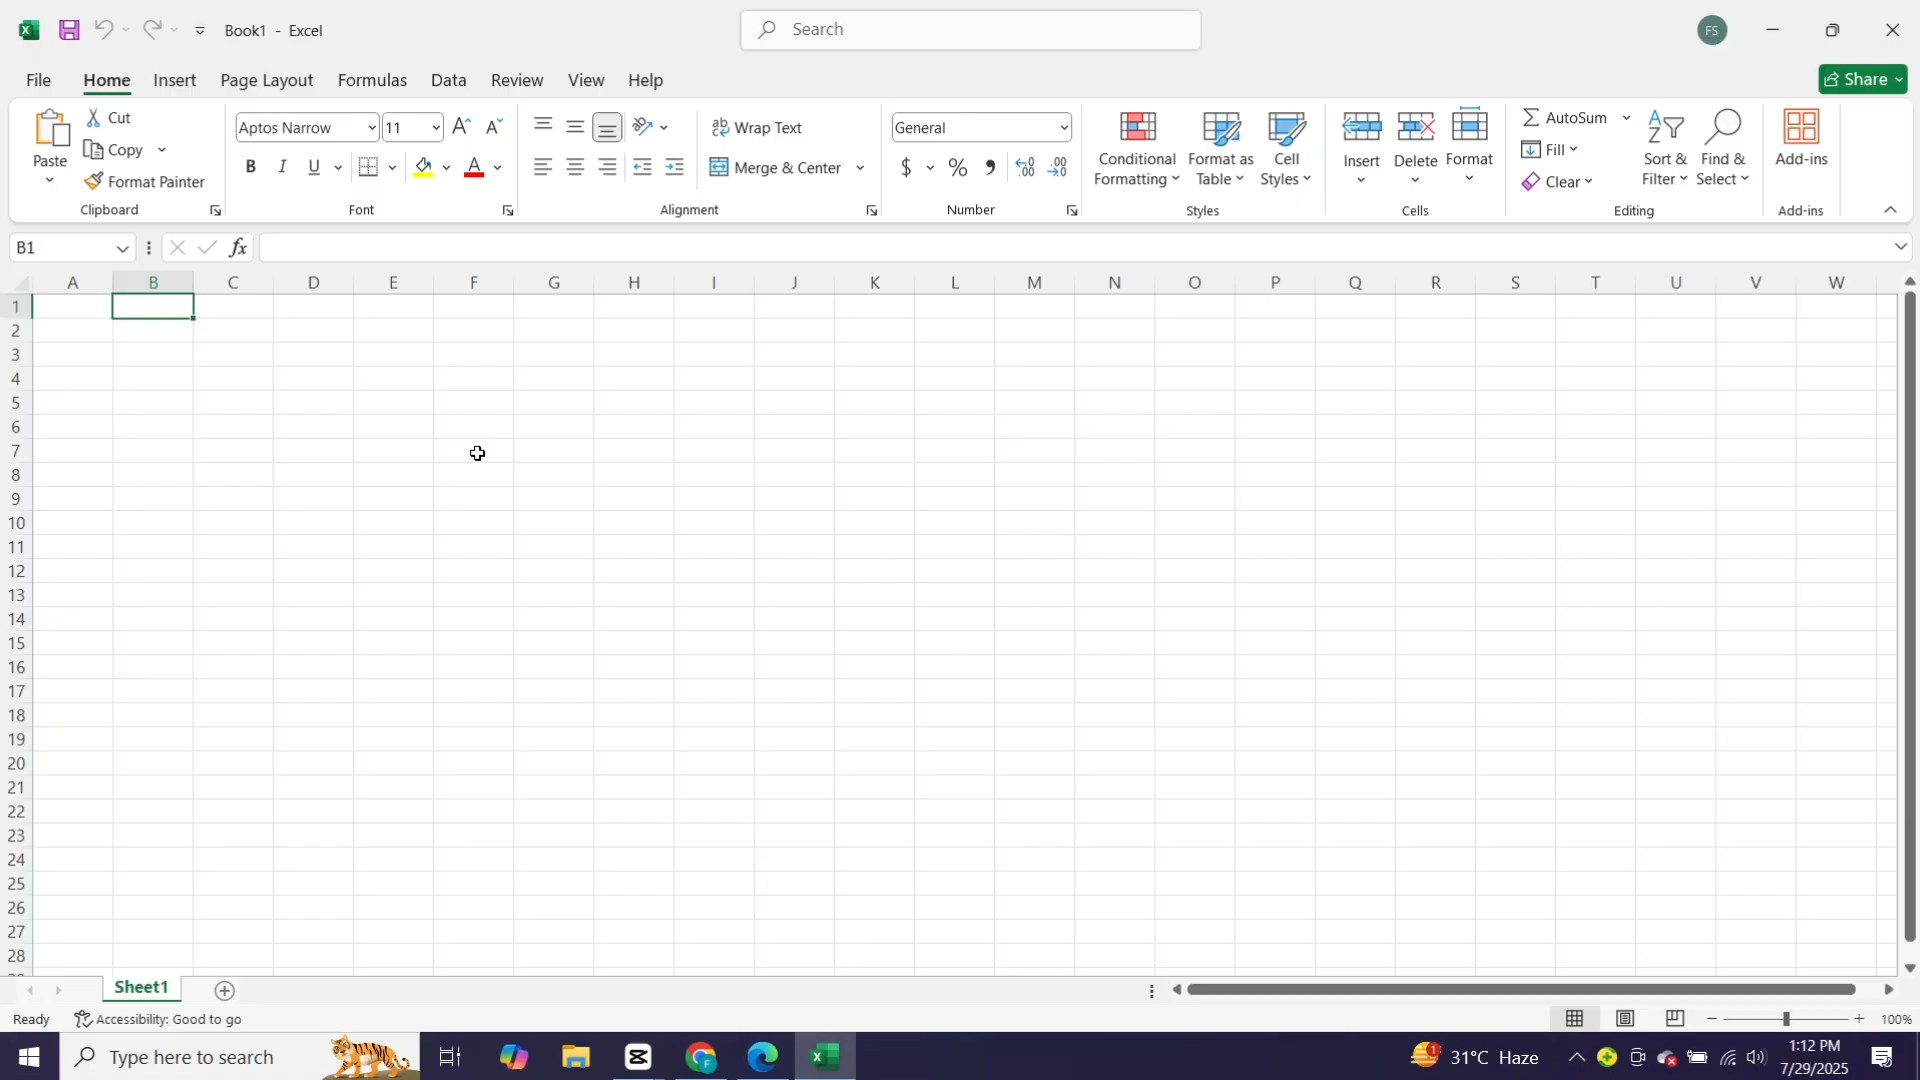 Book1 - Excel
Search
FS
File Home Insert Page Layout Formulas Data Review View Help
Share
Paste
Cut
Copy
Format Painter
Clipboard
Aptos Narrow 11
B I U A
Font
Wrap Text
Merge & Center
Alignment
General
$ % 9
Number
Conditional Formatting
Format as Table
Cell Styles
Styles
Insert
Delete
Format
Cells
AutoSum
Fill
Clear
Sort & Filter
Find & Select
Editing
Add-ins
Add-ins
B1
fx
A B C D E F G H I J K L M N O P Q R S T U V W
1
2
3
4
5
6
7
8
9
10
11
12
13
14
15
16
17
18
19
20
21
22
23
24
25
26
27
28
Sheet1
Ready Accessibility: Good to go
100%
Type here to search
1
31°C Haze
1:12 PM
7/29/2025